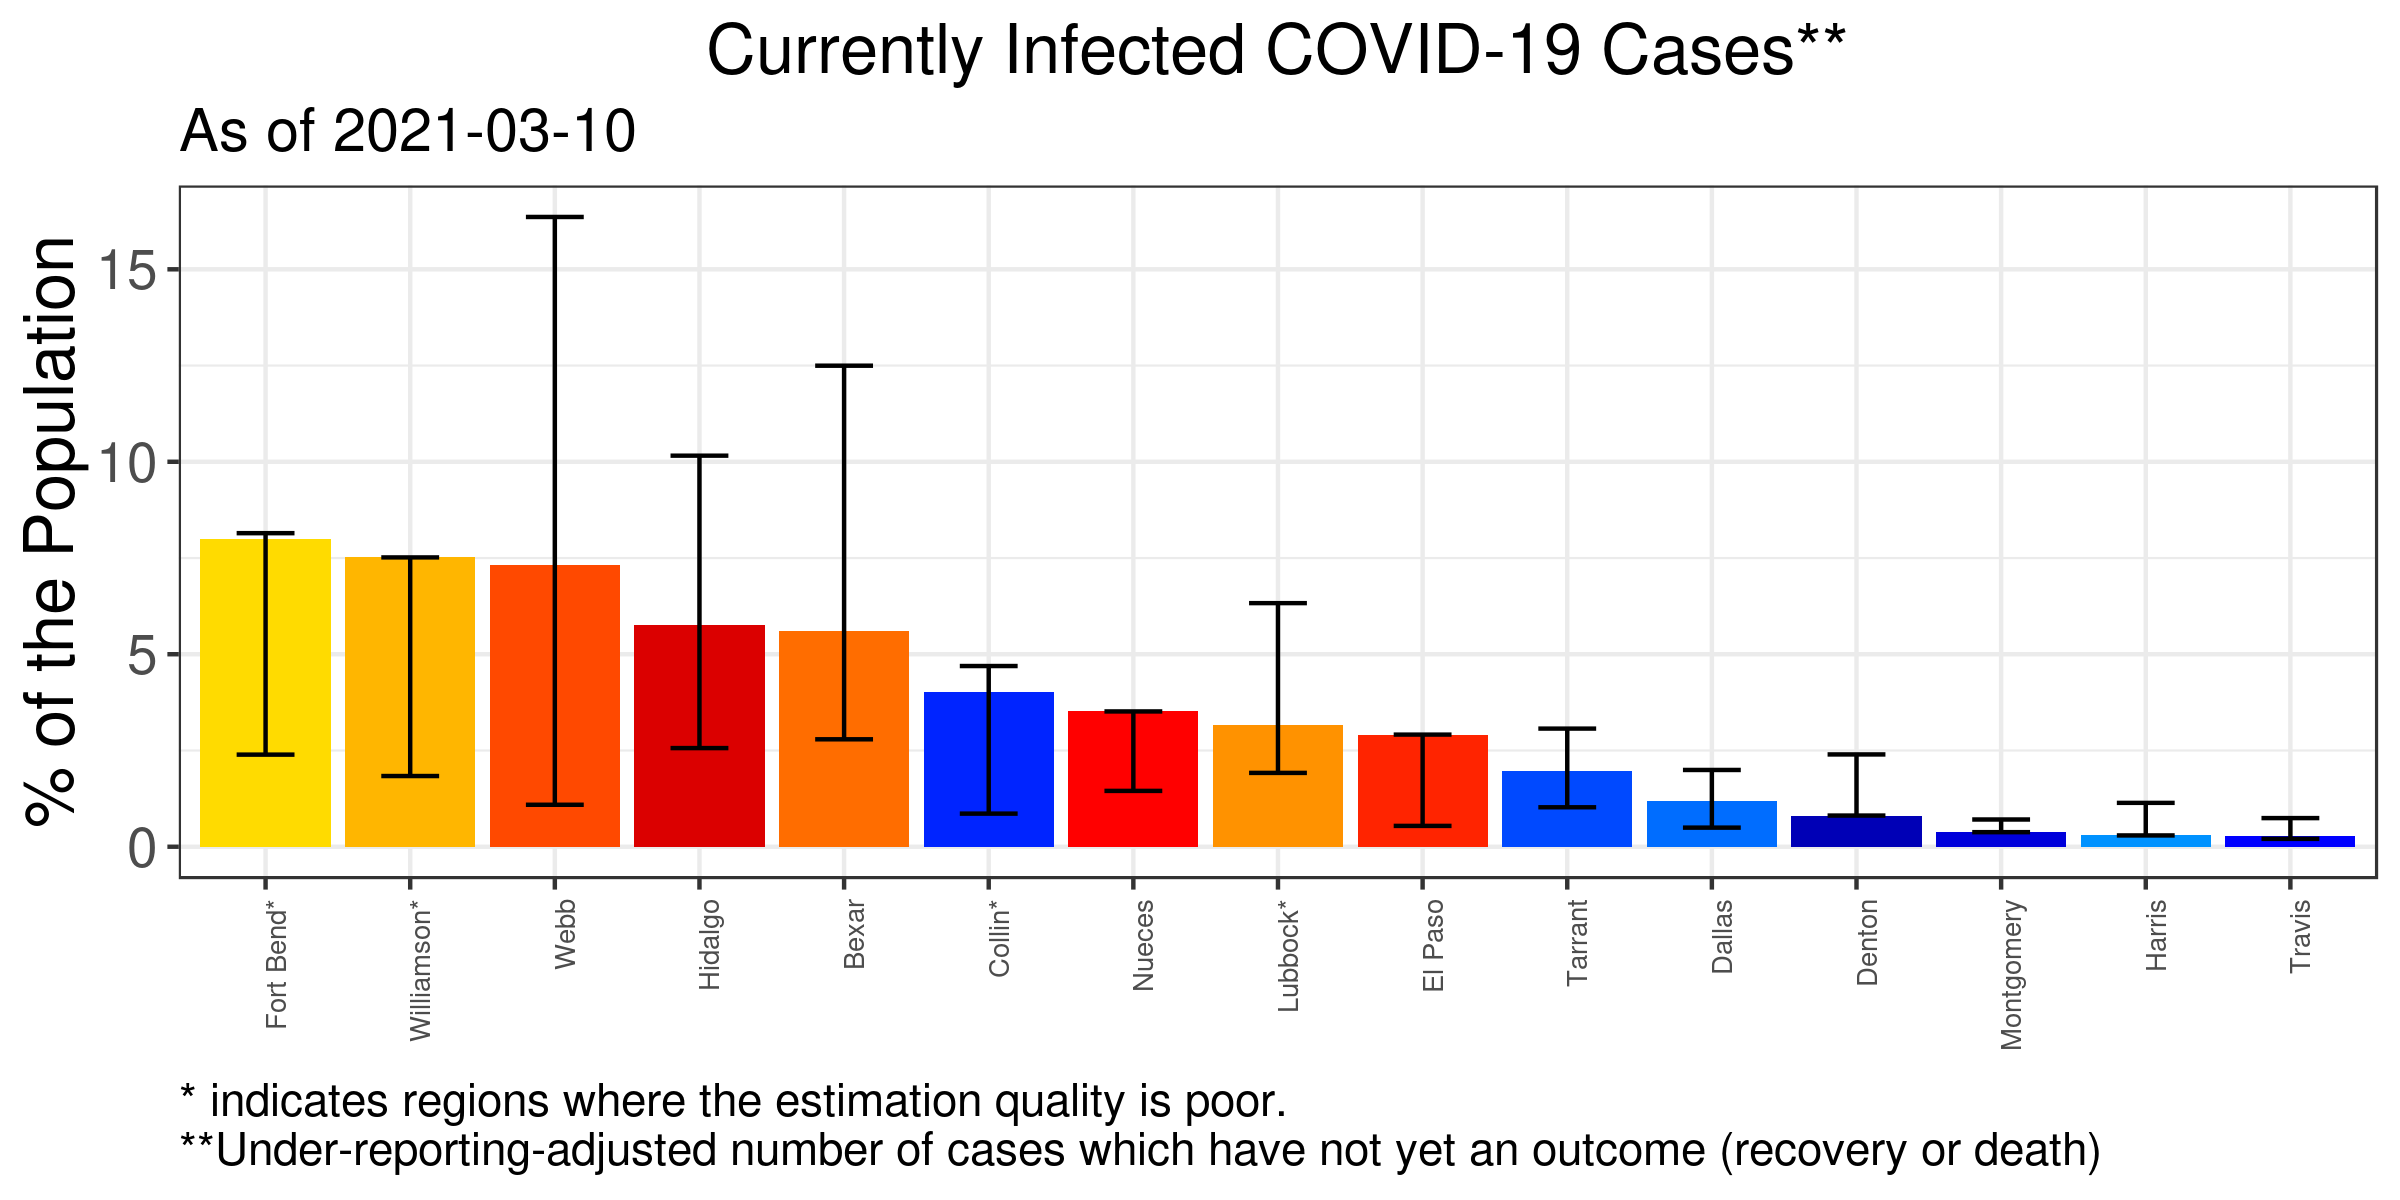 Currently Infected COVID-19 Cases**
As of 2021-03-10
% of the Population
15
10
5
0
Fort Bend*
Williamson*
Webb
Hidalgo
Bexar
Collin*
Nueces
Lubbock*
El Paso
Tarrant
Dallas
Denton
Montgomery
Harris
Travis
* indicates regions where the estimation quality is poor.
**Under-reporting-adjusted number of cases which have not yet an outcome (recovery or death)